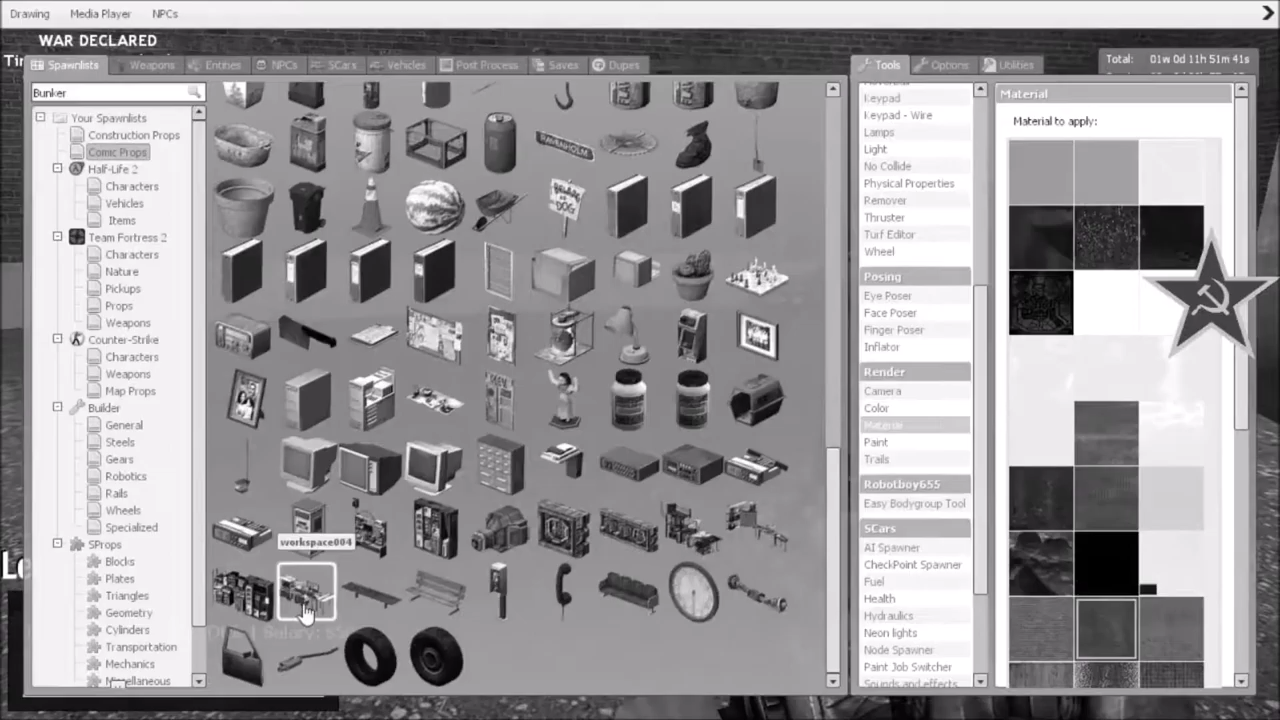 Drawing Media Player NPCs
WAR DECLARED
Spawnlists Weapons Entities NPCs SCars Vehicles Post Process Saves Dupes
Tools Options Utilities
Total: 01w 0d 11h 51m 41s
Bunker
Your Spawnlists
Construction Props
Comic Props
Half-Life 2
Characters
Vehicles
Items
Team Fortress 2
Characters
Nature
Pickups
Props
Weapons
Counter-Strike
Characters
Weapons
Map Props
Builder
General
Steels
Gears
Robotics
Rails
Wheels
Specialized
SProps
Blocks
Plates
Triangles
Geometry
Cylinders
Transportation
Mechanics
Miscellaneous
RAVENHOLM
workspace004
Keypad
Keypad - Wire
Lamps
Light
No Collide
Physical Properties
Remover
Thruster
Turf Editor
Wheel
Posing
Eye Poser
Face Poser
Finger Poser
Inflator
Render
Camera
Color
Material
Paint
Trails
Robotboy655
Easy Bodygroup Tool
SCars
AI Spawner
CheckPoint Spawner
Fuel
Health
Hydraulics
Neon lights
Node Spawner
Paint Job Switcher
Sounds and effects
Material
Material to apply: